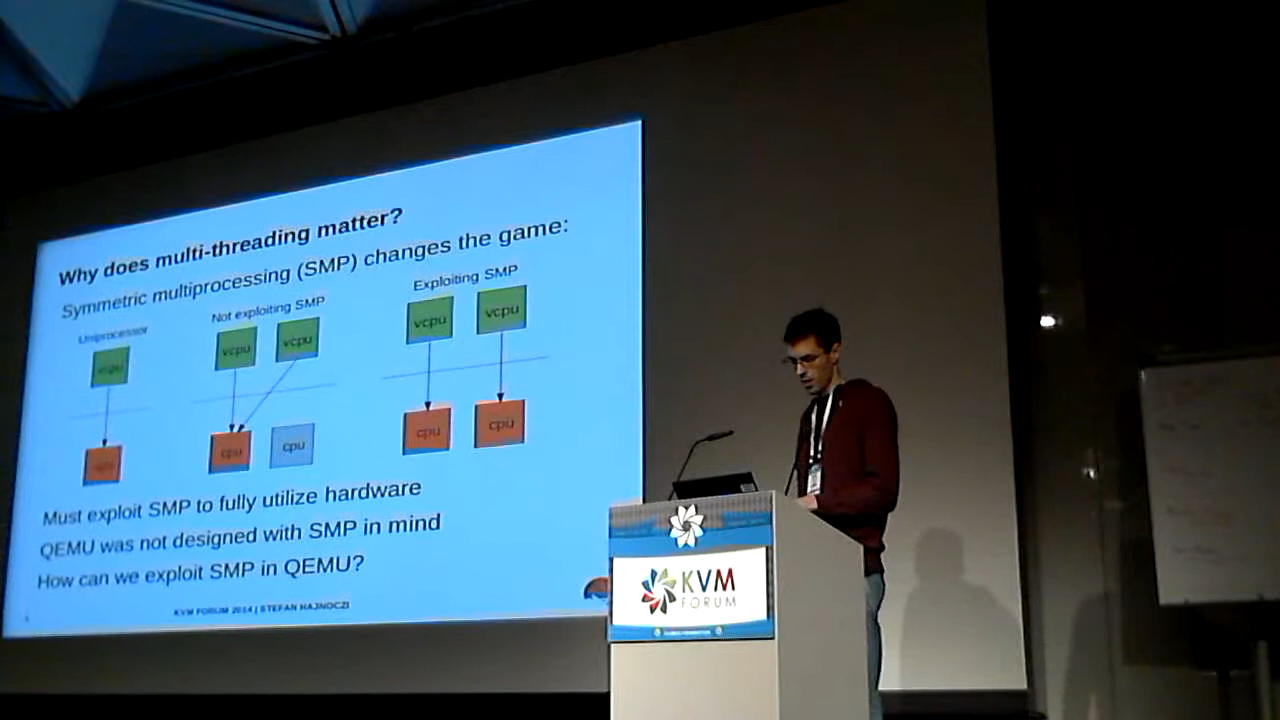 Why does multi-threading matter?
Symmetric multiprocessing (SMP) changes the game:
Uniprocessor
Not exploiting SMP
Exploiting SMP
vcpu
vcpu
vcpu
vcpu
vcpu
cpu
cpu
cpu
cpu
cpu
Must exploit SMP to fully utilize hardware
QEMU was not designed with SMP in mind
How can we exploit SMP in QEMU?
KVM FORUM 2014 | STEFAN HAJNOCZI
KVM
FORUM